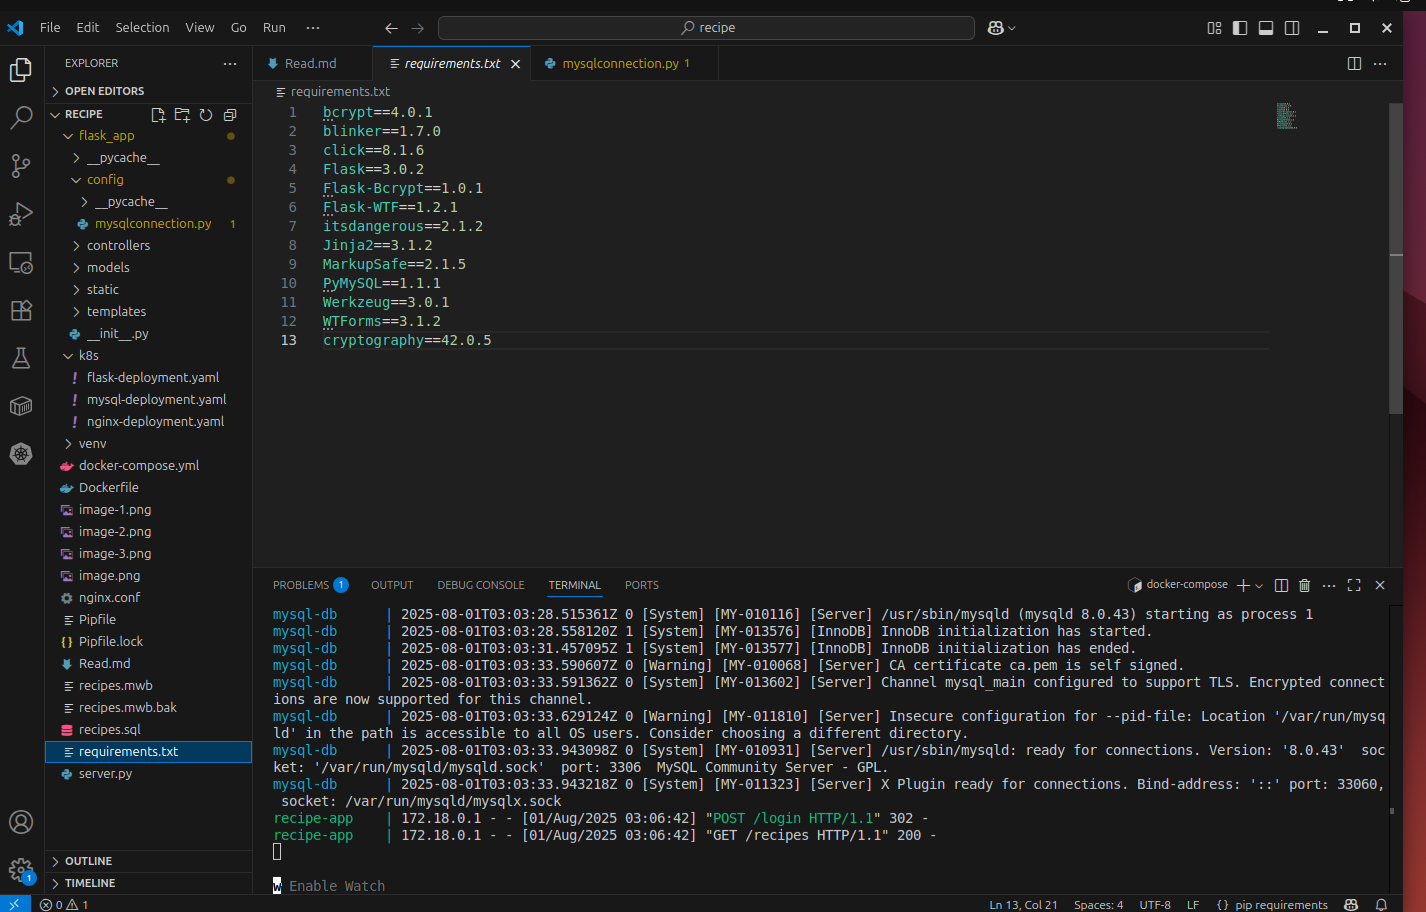 File Edit Selection View Go Run ···
recipe
EXPLORER
OPEN EDITORS
RECIPE
flask_app
__pycache__
config
__pycache__
mysqlconnection.py 1
controllers
models
static
templates
__init__.py
k8s
flask-deployment.yaml
mysql-deployment.yaml
nginx-deployment.yaml
venv
docker-compose.yml
Dockerfile
image-1.png
image-2.png
image-3.png
image.png
nginx.conf
Pipfile
Pipfile.lock
Read.md
recipes.mwb
recipes.mwb.bak
recipes.sql
requirements.txt
server.py
OUTLINE
TIMELINE
1
Read.md requirements.txt mysqlconnection.py 1
requirements.txt
1 bcrypt==4.0.1
2 blinker==1.7.0
3 click==8.1.6
4 Flask==3.0.2
5 Flask-Bcrypt==1.0.1
6 Flask-WTF==1.2.1
7 itsdangerous==2.1.2
8 Jinja2==3.1.2
9 MarkupSafe==2.1.5
10 PyMySQL==1.1.1
11 Werkzeug==3.0.1
12 WTForms==3.1.2
13 cryptography==42.0.5
PROBLEMS 1 OUTPUT DEBUG CONSOLE TERMINAL PORTS docker-compose
mysql-db | 2025-08-01T03:03:28.515361Z 0 [System] [MY-010116] [Server] /usr/sbin/mysqld (mysqld 8.0.43) starting as process 1
mysql-db | 2025-08-01T03:03:28.558120Z 1 [System] [MY-013576] [InnoDB] InnoDB initialization has started.
mysql-db | 2025-08-01T03:03:31.457095Z 1 [System] [MY-013577] [InnoDB] InnoDB initialization has ended.
mysql-db | 2025-08-01T03:03:33.590607Z 0 [Warning] [MY-010068] [Server] CA certificate ca.pem is self signed.
mysql-db | 2025-08-01T03:03:33.591362Z 0 [System] [MY-013602] [Server] Channel mysql_main configured to support TLS. Encrypted connect
ions are now supported for this channel.
mysql-db | 2025-08-01T03:03:33.629124Z 0 [Warning] [MY-011810] [Server] Insecure configuration for --pid-file: Location '/var/run/mysq
ld' in the path is accessible to all OS users. Consider choosing a different directory.
mysql-db | 2025-08-01T03:03:33.943098Z 0 [System] [MY-010931] [Server] /usr/sbin/mysqld: ready for connections. Version: '8.0.43' soc
ket: '/var/run/mysqld/mysqld.sock' port: 3306 MySQL Community Server - GPL.
mysql-db | 2025-08-01T03:03:33.943218Z 0 [System] [MY-011323] [Server] X Plugin ready for connections. Bind-address: '::' port: 33060,
socket: /var/run/mysqld/mysqlx.sock
recipe-app | 172.18.0.1 - - [01/Aug/2025 03:06:42] "POST /login HTTP/1.1" 302 -
recipe-app | 172.18.0.1 - - [01/Aug/2025 03:06:42] "GET /recipes HTTP/1.1" 200 -
w Enable Watch
0 1 Ln 13, Col 21 Spaces: 4 UTF-8 LF {} pip requirements